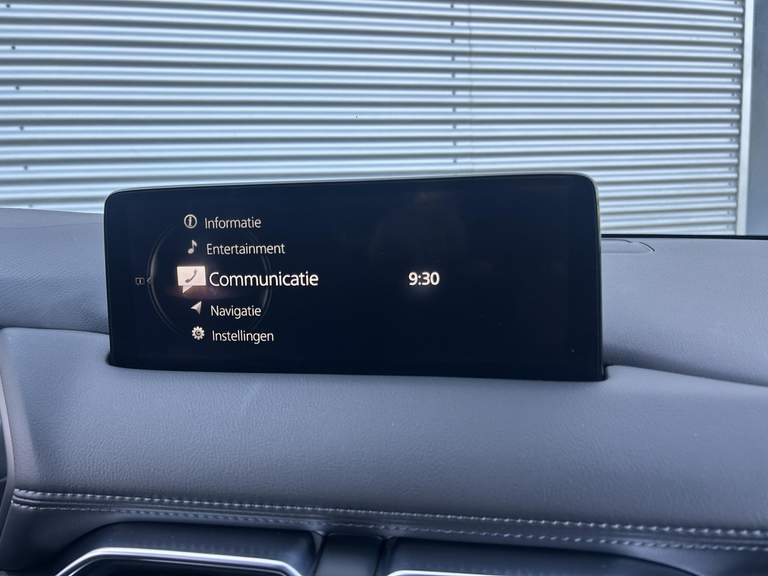 Informatie
Entertainment
Communicatie
9:30
Navigatie
Instellingen